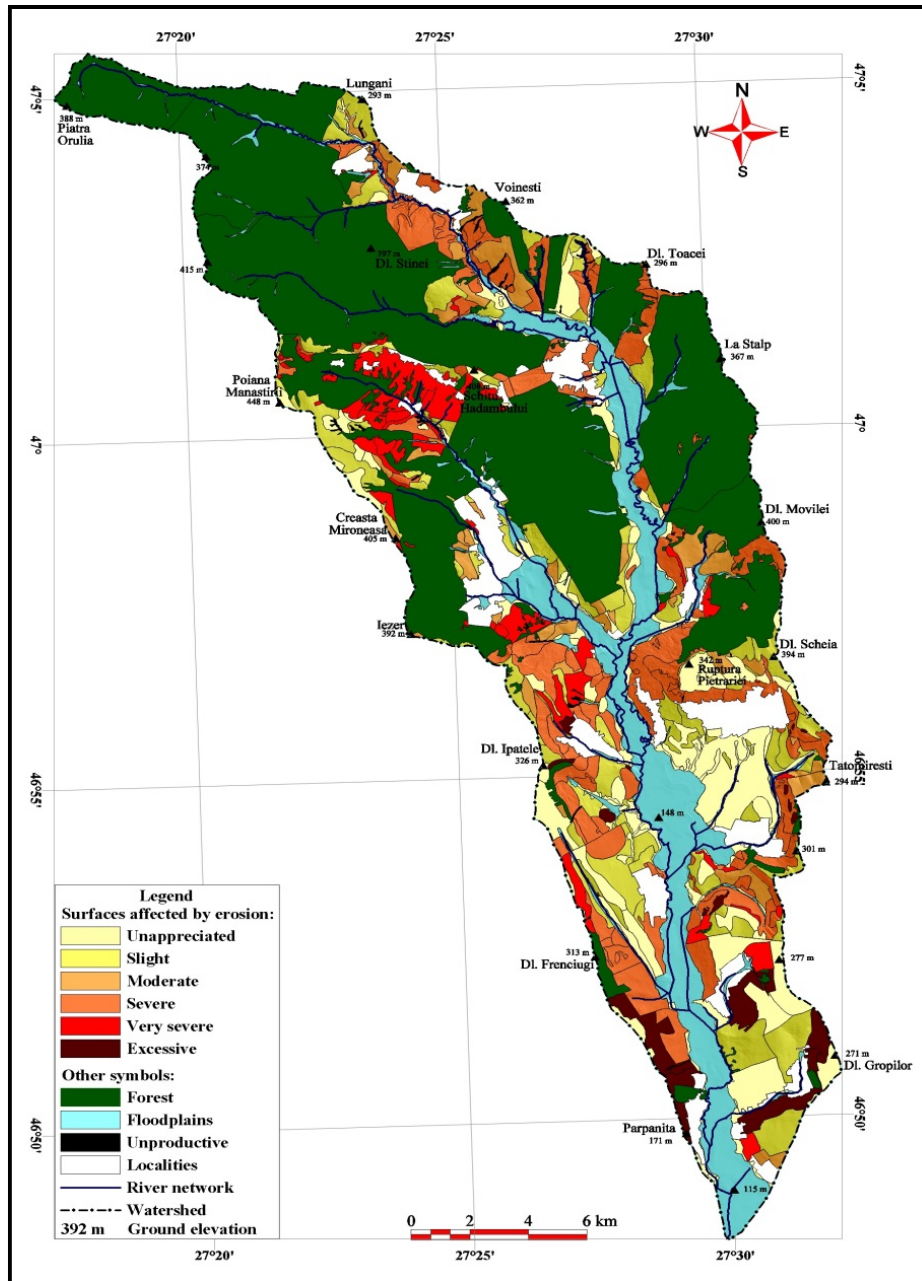 27°20' 27°25' 27°30'
47°5' 47°5'
Lungani
293 m
388 m
Piatra
Orulia
374 m
N
W E
S
Voinesti
362 m
397 m
Dl. Stinei
415 m
Dl. Toacei
296 m
La Stalp
367 m
Poiana
Manastirii
448 m
Schitu
Hadambului
47° 47°
Creasta
Mironeasa
405 m
Dl. Movilei
400 m
Iezer
392 m
Dl. Scheia
394 m
342 m
Ruptura
Pietrariei
Dl. Ipatele
326 m
Tatomiresti
294 m
46°55' 46°55'
148 m
301 m
313 m
Dl. Frenciugi
277 m
271 m
Dl. Gropilor
Parpanita
171 m
46°50' 46°50'
115 m
Legend
Surfaces affected by erosion:
Unappreciated
Slight
Moderate
Severe
Very severe
Excessive
Other symbols:
Forest
Floodplains
Unproductive
Localities
River network
Watershed
392 m Ground elevation
0 2 4 6 km
27°20' 27°25' 27°30'